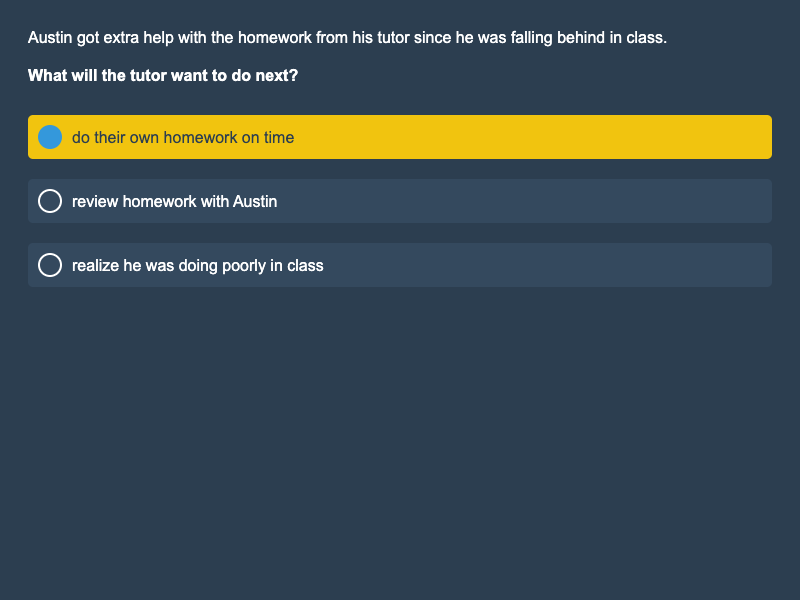 Austin got extra help with the homework from his tutor since he was falling behind in class.
What will the tutor want to do next?
do their own homework on time
review homework with Austin
realize he was doing poorly in class